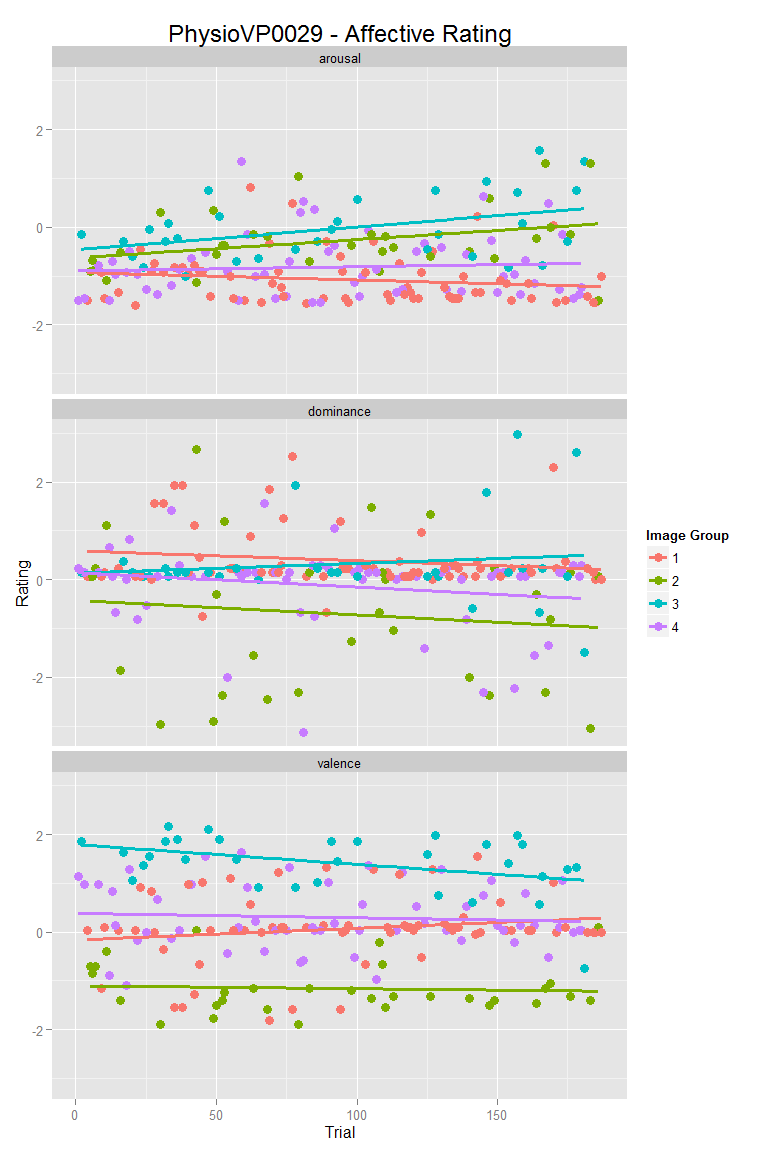 PhysioVP0029 - Affective Rating
arousal
2
0
-2
dominance
2
0
-2
Rating
Image Group
1
2
3
4
valence
2
0
-2
0 50 100 150
Trial